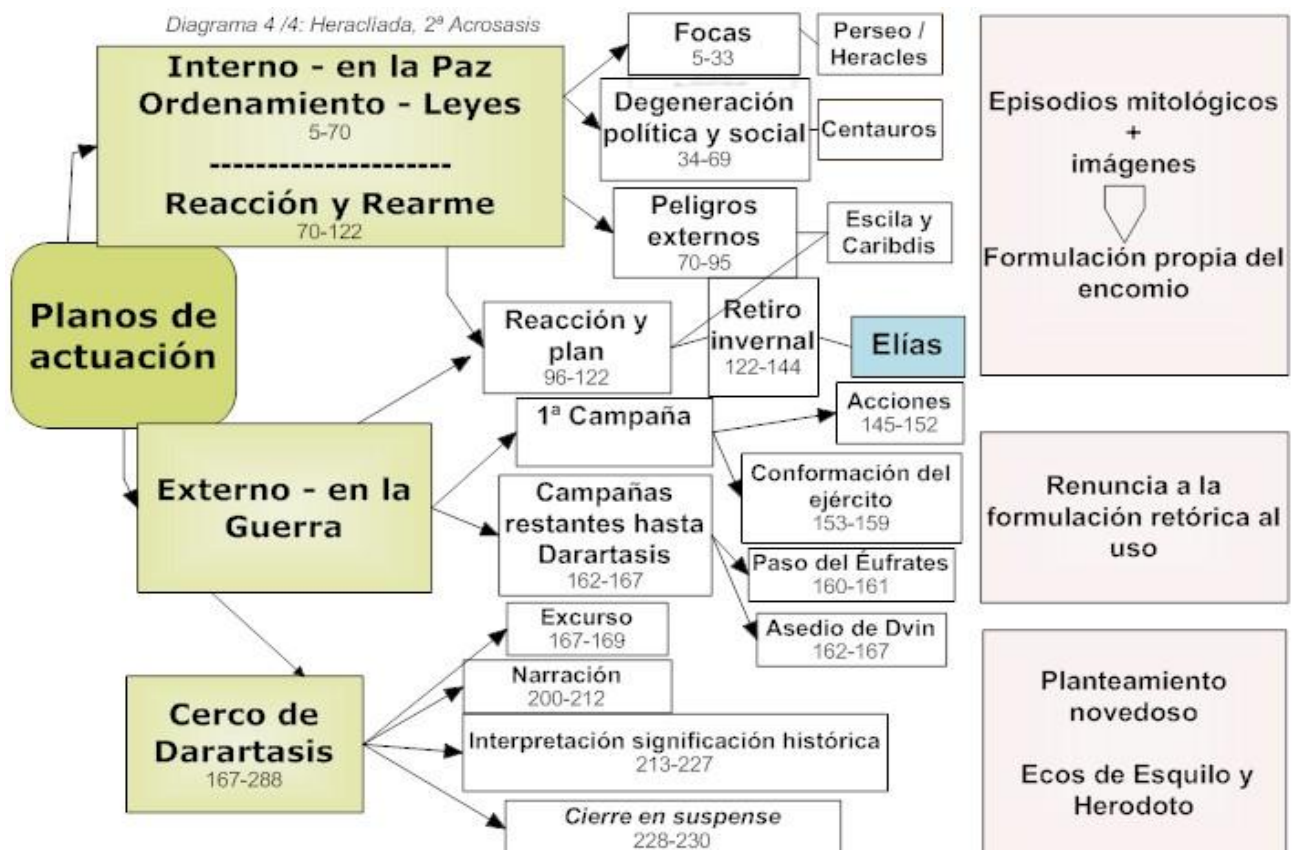 Diagrama 4 /4: Heraclíada, 2ª Acrosasis
Interno - en la Paz
Ordenamiento - Leyes
5-70
---------------------
Reacción y Rearme
70-122
Focas
5-33
Perseo /
Heracles
Degeneración
política y social
34-69
Centauros
Peligros
externos
70-95
Escila y
Caribdis
Planos de
actuación
Reacción y
plan
96-122
Retiro
invernal
122-144
Elías
Externo - en la
Guerra
1ª Campaña
Acciones
145-152
Conformación del
ejército
153-159
Campañas
restantes hasta
Darartasis
162-167
Paso del Éufrates
160-161
Asedio de Dvin
162-167
Cerco de
Darartasis
167-288
Excurso
167-169
Narración
200-212
Interpretación significación histórica
213-227
Cierre en suspense
228-230
Episodios mitológicos
+
imágenes
Formulación propia del
encomio
Renuncia a la
formulación retórica al
uso
Planteamiento
novedoso
Ecos de Esquilo y
Herodoto